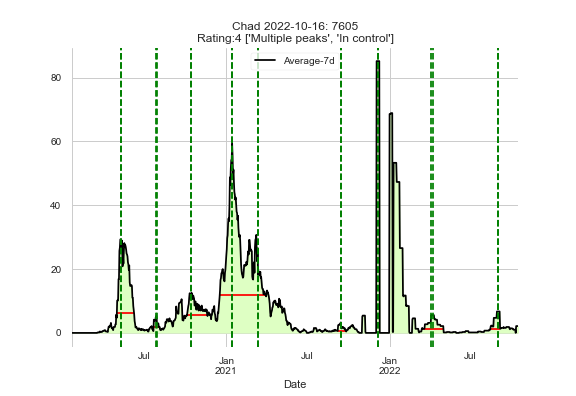 Chad 2022-10-16: 7605
Rating:4 ['Multiple peaks', 'In control']
Average-7d
80
60
40
20
0
Jul
Jan
2021
Jul
Jan
2022
Jul
Date